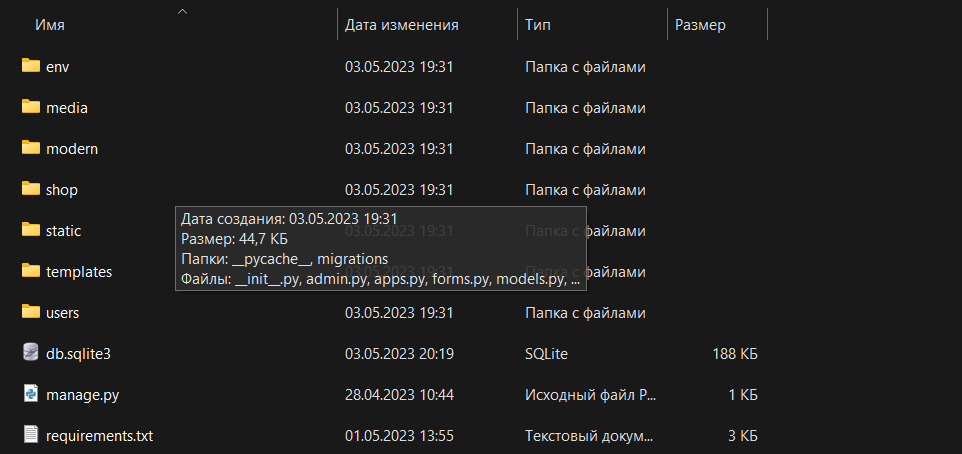 Имя Дата изменения Тип Размер
env 03.05.2023 19:31 Папка с файлами
media 03.05.2023 19:31 Папка с файлами
modern 03.05.2023 19:31 Папка с файлами
shop 03.05.2023 19:31 Папка с файлами
Дата создания: 03.05.2023 19:31
Размер: 44,7 КБ
Папки: __pycache__, migrations
Файлы: __init__.py, admin.py, apps.py, forms.py, models.py, ...
static 03.05.2023 19:31 Папка с файлами
templates Папка с файлами
users 03.05.2023 19:31 Папка с файлами
db.sqlite3 03.05.2023 20:19 SQLite 188 КБ
manage.py 28.04.2023 10:44 Исходный файл P... 1 КБ
requirements.txt 01.05.2023 13:55 Текстовый докум... 3 КБ